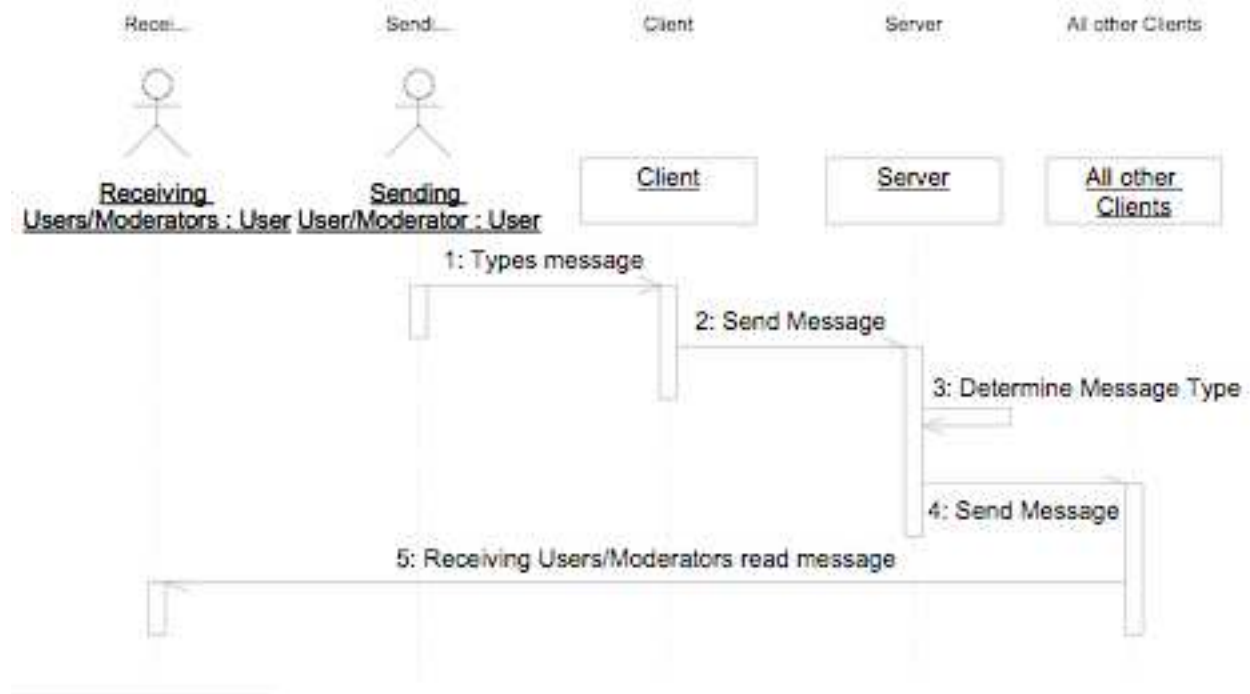 Recei...
Sendi...
Client
Server
All other Clients
Receiving
Users/Moderators : User
Sending
User/Moderator : User
Client
Server
All other
Clients
1: Types message
2: Send Message
3: Determine Message Type
4: Send Message
5: Receiving Users/Moderators read message